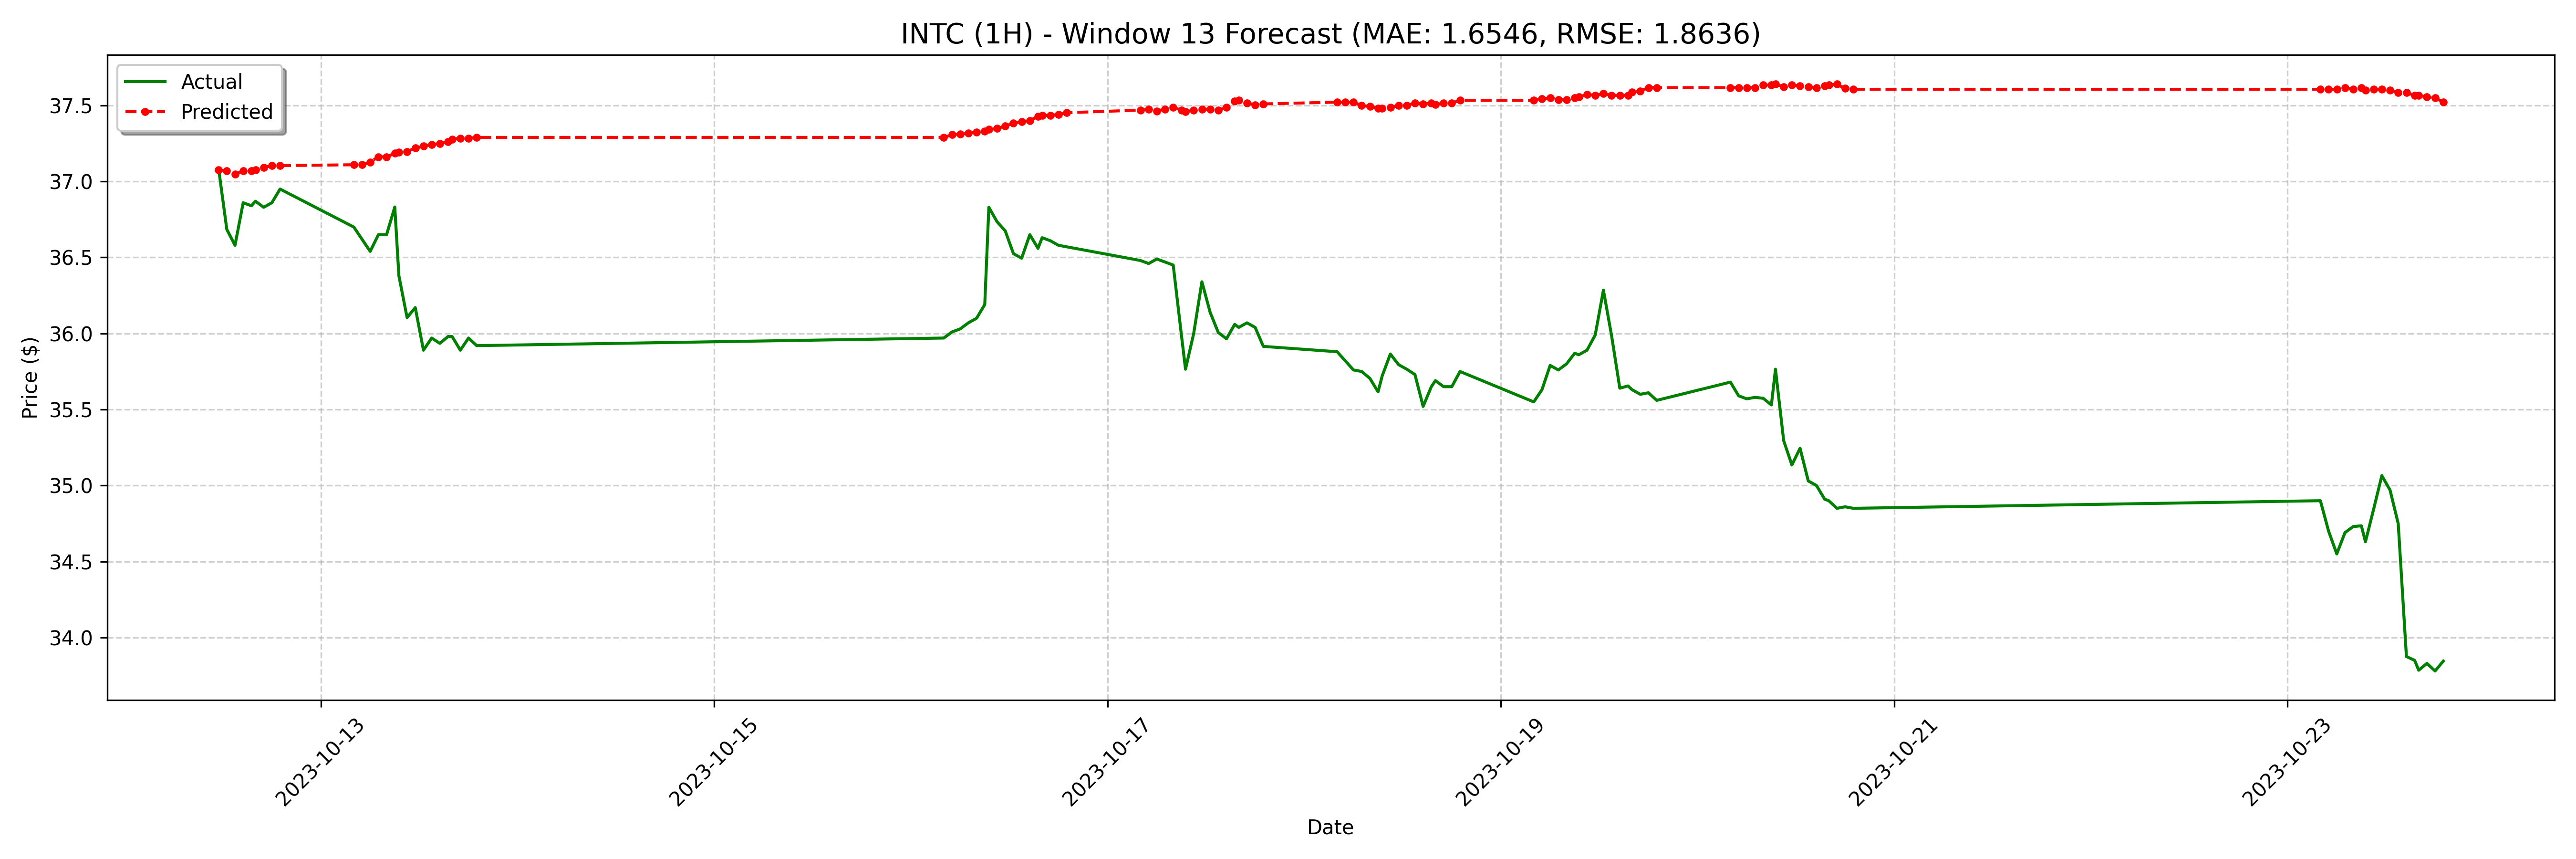 INTC (1H) - Window 13 Forecast (MAE: 1.6546, RMSE: 1.8636)
Actual
Predicted
37.5
37.0
36.5
36.0
35.5
35.0
34.5
34.0
Price ($)
2023-10-13
2023-10-15
2023-10-17
2023-10-19
2023-10-21
2023-10-23
Date